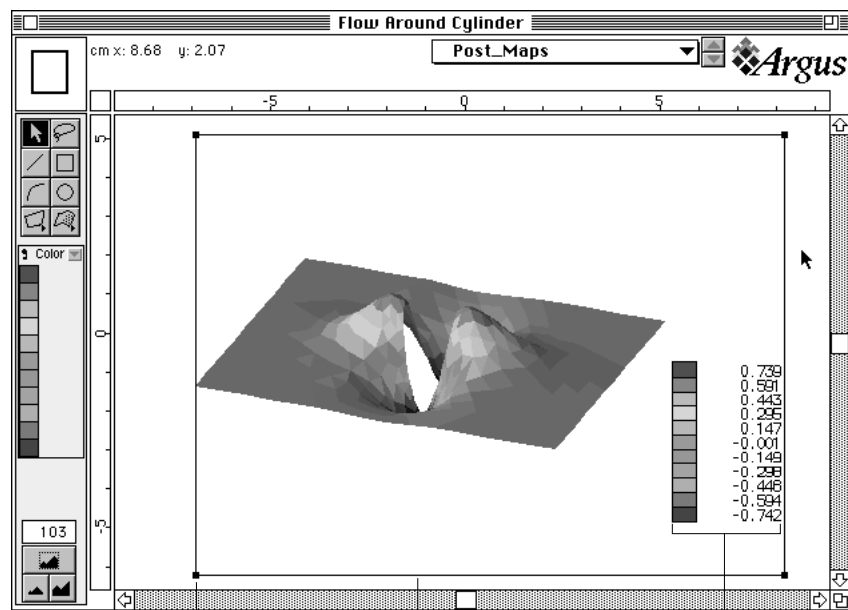 Flow Around Cylinder
cm x: 8.68 y: 2.07
Post_Maps
Argus
-5 0 5
5
0
-5
Color
103
0.739
0.591
0.443
0.295
0.147
-0.001
-0.149
-0.298
-0.446
-0.594
-0.742